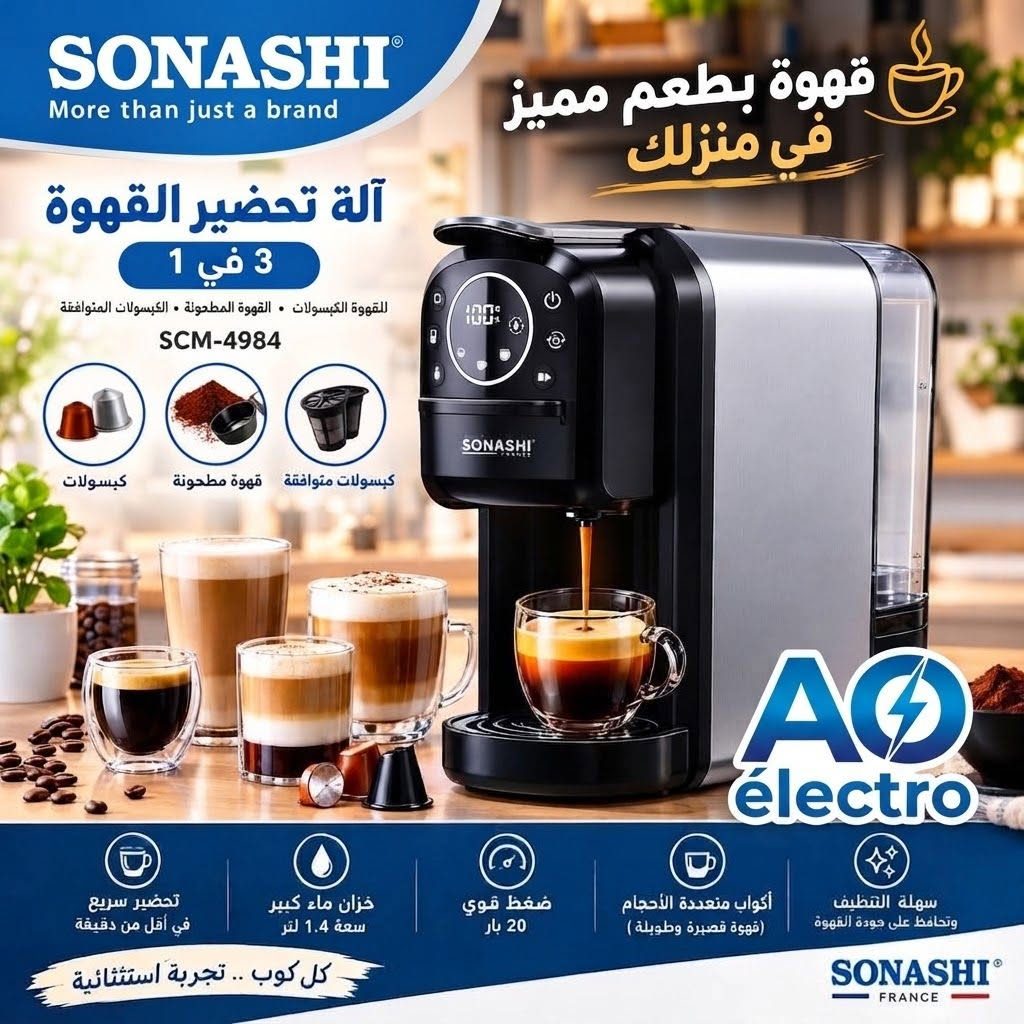 SONASHI®
More than just a brand
قهوة بطعم مميز
في منزلك
آلة تحضير القهوة
3 في 1
للقهوة الكبسولات • القهوة المطحونة • الكبسولات المتوافقة
SCM-4984
كبسولات
قهوة مطحونة
كبسولات متوافقة
100%
SONASHI®
FRANCE
AO
électro
تحضير سريع
في أقل من دقيقة
خزان ماء كبير
سعة 1.4 لتر
ضغط قوي
20 بار
أكواب متعددة الأحجام
(قهوة قصيرة وطويلة)
سهلة التنظيف
وتحافظ على جودة القهوة
كل كوب .. تجربة استثنائية
SONASHI®
FRANCE